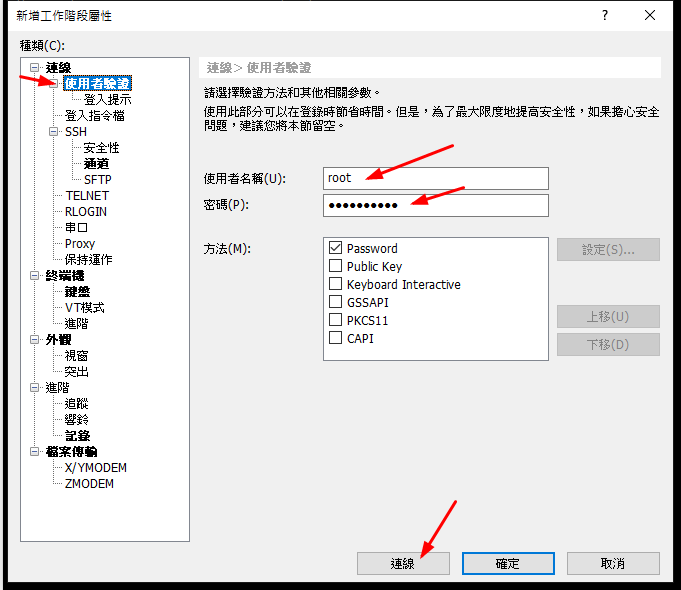 新增工作階段屬性
種類(C):
連線
使用者驗證
登入提示
登入指令檔
SSH
安全性
通道
SFTP
TELNET
RLOGIN
串口
Proxy
保持運作
終端機
鍵盤
VT模式
進階
外觀
視窗
突出
進階
追蹤
響鈴
記錄
檔案傳輸
X/YMODEM
ZMODEM
連線> 使用者驗證
請選擇驗證方法和其他相關參數。
使用此部分可以在登錄時節省時間。但是，為了最大限度地提高安全性，如果擔心安全
問題，建議您將本節留空。
使用者名稱(U):
root
密碼(P):
●●●●●●●●●●
方法(M):
Password
Public Key
Keyboard Interactive
GSSAPI
PKCS11
CAPI
設定(S)...
上移(U)
下移(D)
連線
確定
取消